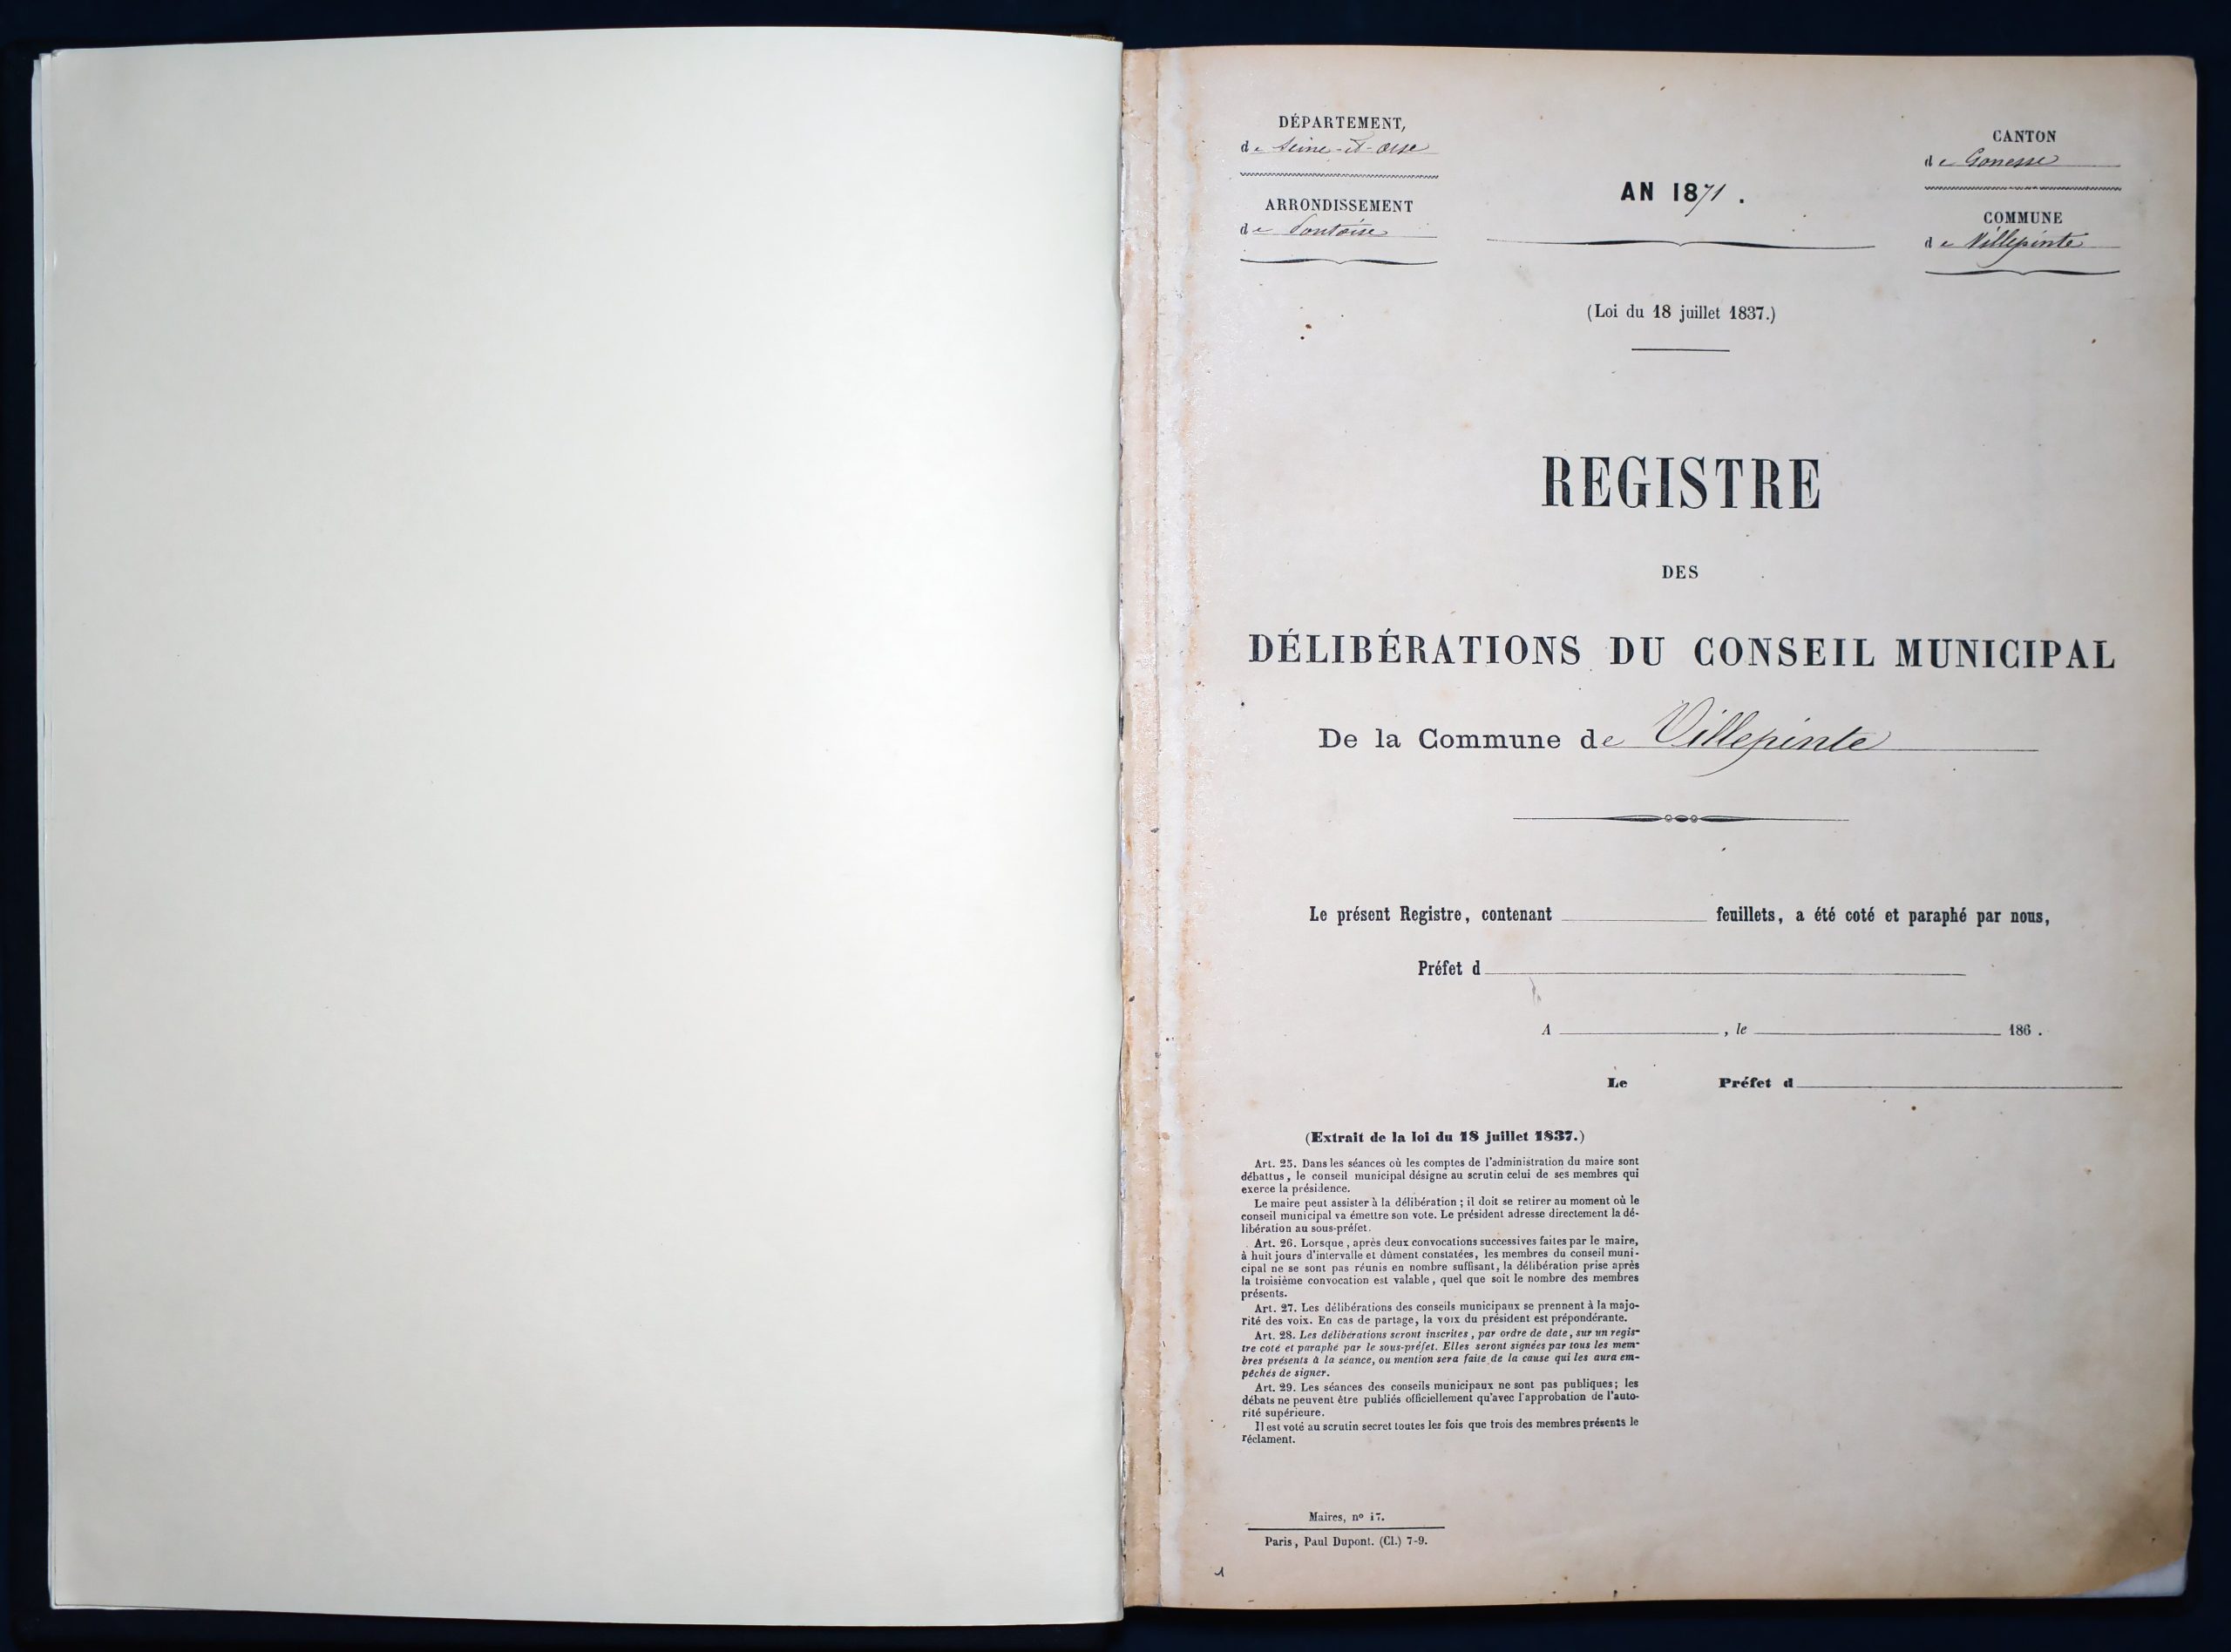 DÉPARTEMENT,
de Seine-et-Oise
ARRONDISSEMENT
de Pontoise
AN 1871.
CANTON
de Gonesse
COMMUNE
de Villepinte
(Loi du 18 juillet 1837.)
REGISTRE
DES
DÉLIBÉRATIONS DU CONSEIL MUNICIPAL
De la Commune de Villepinte
Le présent Registre, contenant feuillets, a été coté et paraphé par nous,
Préfet d
A , le 186 .
Le Préfet d
(Extrait de la loi du 18 juillet 1837.)
Art. 25. Dans les séances où les comptes de l'administration du maire sont
débattus, le conseil municipal désigne au scrutin celui de ses membres qui
exerce la présidence.
Le maire peut assister à la délibération ; il doit se retirer au moment où le
conseil municipal va émettre son vote. Le président adresse directement la dé-
libération au sous-préfet.
Art. 26. Lorsque, après deux convocations successives faites par le maire,
à huit jours d'intervalle et dûment constatées, les membres du conseil muni-
cipal ne se sont pas réunis en nombre suffisant, la délibération prise après
la troisième convocation est valable, quel que soit le nombre des membres
présents.
Art. 27. Les délibérations des conseils municipaux se prennent à la majo-
rité des voix. En cas de partage, la voix du président est prépondérante.
Art. 28. Les délibérations seront inscrites, par ordre de date, sur un regis-
tre coté et paraphé par le sous-préfet. Elles seront signées par tous les mem-
bres présents à la séance, ou mention sera faite de la cause qui les aura em-
pêchés de signer.
Art. 29. Les séances des conseils municipaux ne sont pas publiques; les
débats ne peuvent être publiés officiellement qu'avec l'approbation de l'auto-
rité supérieure.
Il est voté au scrutin secret toutes les fois que trois des membres présents le
réclament.
Maires, nº 17.
Paris, Paul Dupont. (Cl.) 7-9.
1